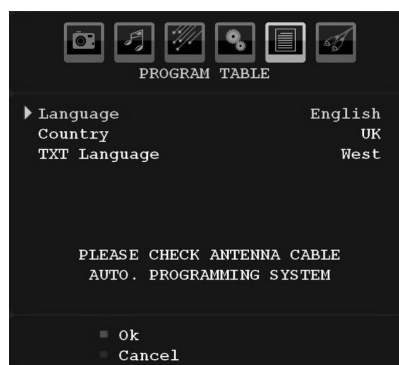 PROGRAM TABLE
Language English
Country UK
TXT Language West
PLEASE CHECK ANTENNA CABLE
AUTO. PROGRAMMING SYSTEM
Ok
Cancel